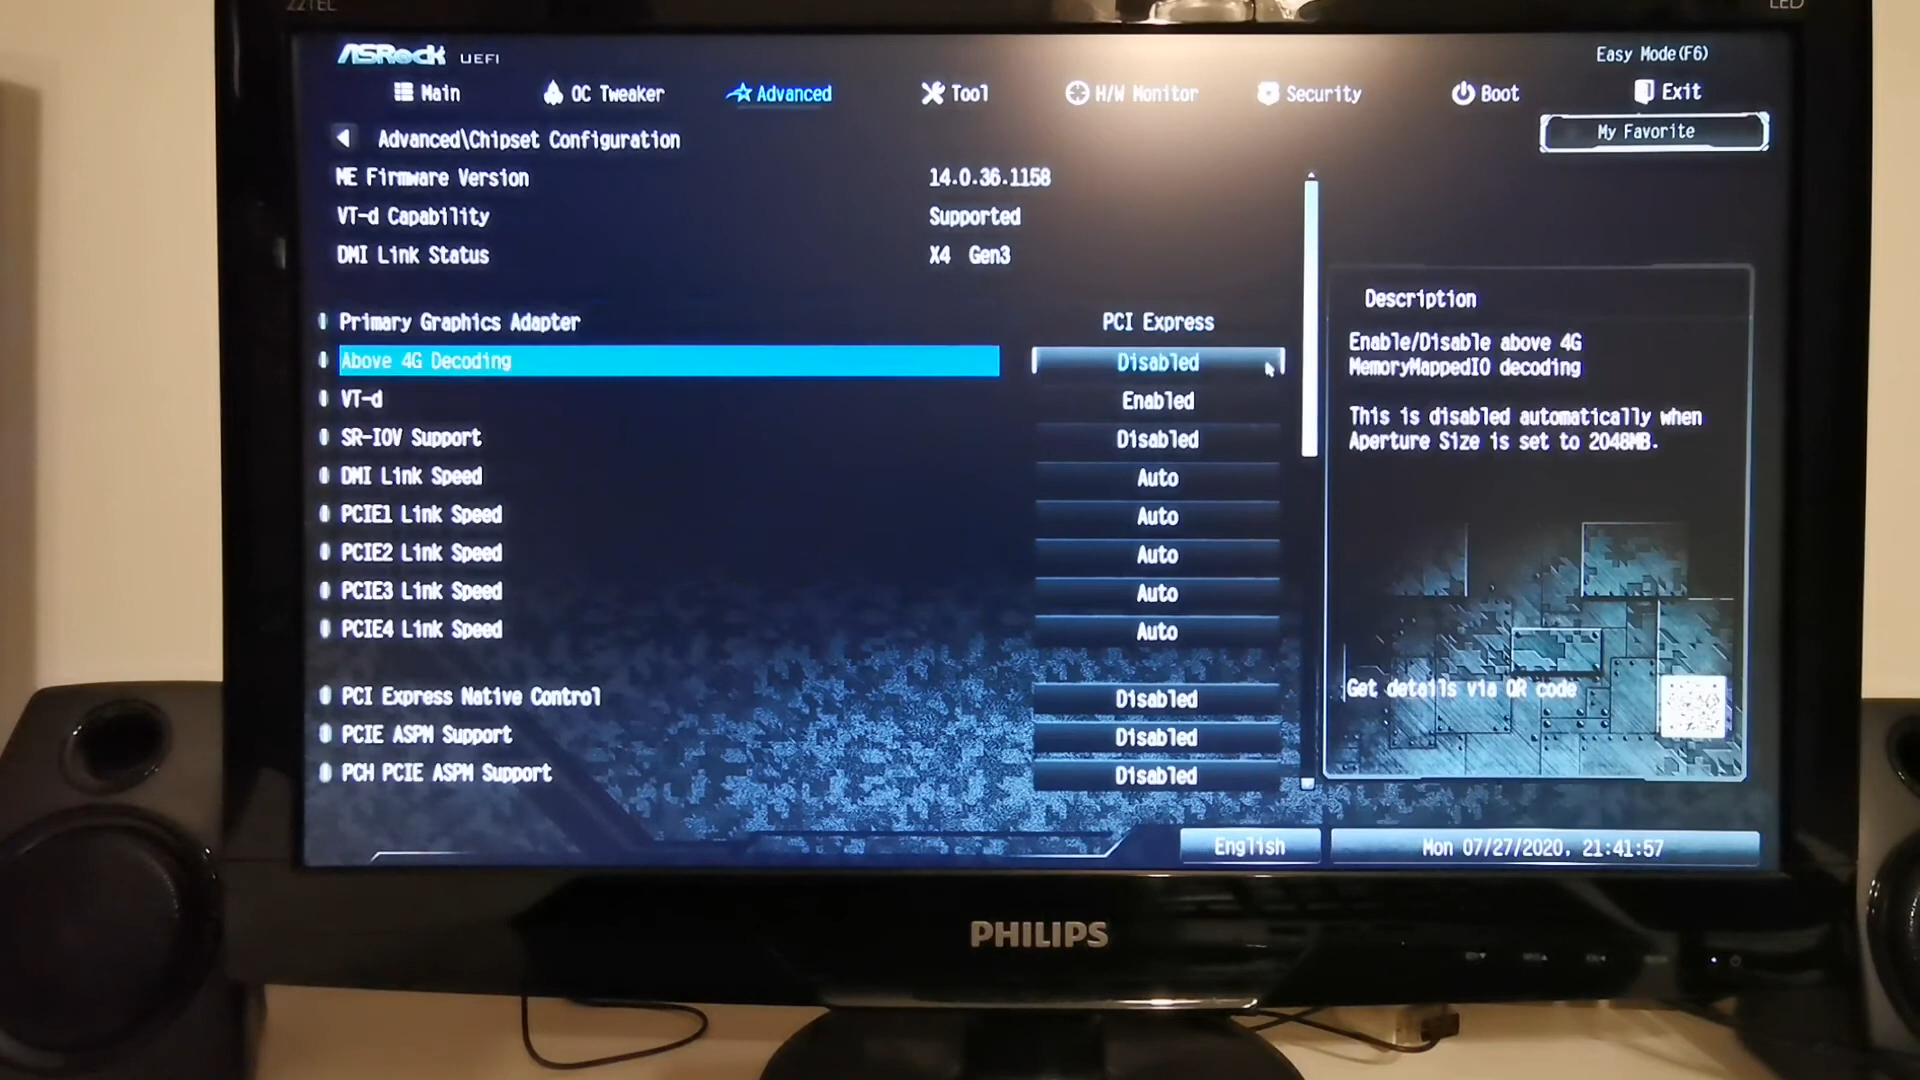 22TEL
LED
ASRock UEFI
Easy Mode(F6)
Main
OC Tweaker
Advanced
Tool
H/W Monitor
Security
Boot
Exit
My Favorite
Advanced\Chipset Configuration
ME Firmware Version 14.0.36.1158
VT-d Capability Supported
DMI Link Status X4 Gen3
Primary Graphics Adapter PCI Express
Above 4G Decoding Disabled
VT-d Enabled
SR-IOV Support Disabled
DMI Link Speed Auto
PCIE1 Link Speed Auto
PCIE2 Link Speed Auto
PCIE3 Link Speed Auto
PCIE4 Link Speed Auto
PCI Express Native Control Disabled
PCIE ASPM Support Disabled
PCH PCIE ASPM Support Disabled
Description
Enable/Disable above 4G
MemoryMappedIO decoding
This is disabled automatically when
Aperture Size is set to 2048MB.
Get details via QR code
English
Mon 07/27/2020, 21:41:57
PHILIPS